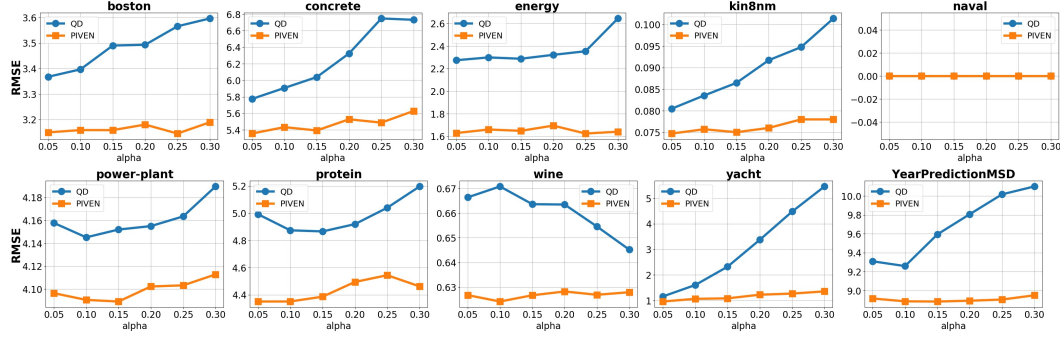 boston
3.6
3.5
3.4
3.3
3.2
RMSE
QD
PIVEN
0.05 0.10 0.15 0.20 0.25 0.30
alpha
concrete
6.8
6.6
6.4
6.2
6.0
5.8
5.6
5.4
QD
PIVEN
0.05 0.10 0.15 0.20 0.25 0.30
alpha
energy
2.6
2.4
2.2
2.0
1.8
1.6
QD
PIVEN
0.05 0.10 0.15 0.20 0.25 0.30
alpha
kin8nm
0.100
0.095
0.090
0.085
0.080
0.075
QD
PIVEN
0.05 0.10 0.15 0.20 0.25 0.30
alpha
naval
0.04
0.02
0.00
−0.02
−0.04
QD
PIVEN
0.05 0.10 0.15 0.20 0.25 0.30
alpha
power-plant
4.18
4.16
4.14
4.12
4.10
RMSE
QD
PIVEN
0.05 0.10 0.15 0.20 0.25 0.30
alpha
protein
5.2
5.0
4.8
4.6
4.4
QD
PIVEN
0.05 0.10 0.15 0.20 0.25 0.30
alpha
wine
0.67
0.66
0.65
0.64
0.63
QD
PIVEN
0.05 0.10 0.15 0.20 0.25 0.30
alpha
yacht
5
4
3
2
1
QD
PIVEN
0.05 0.10 0.15 0.20 0.25 0.30
alpha
YearPredictionMSD
10.0
9.8
9.6
9.4
9.2
9.0
QD
PIVEN
0.05 0.10 0.15 0.20 0.25 0.30
alpha